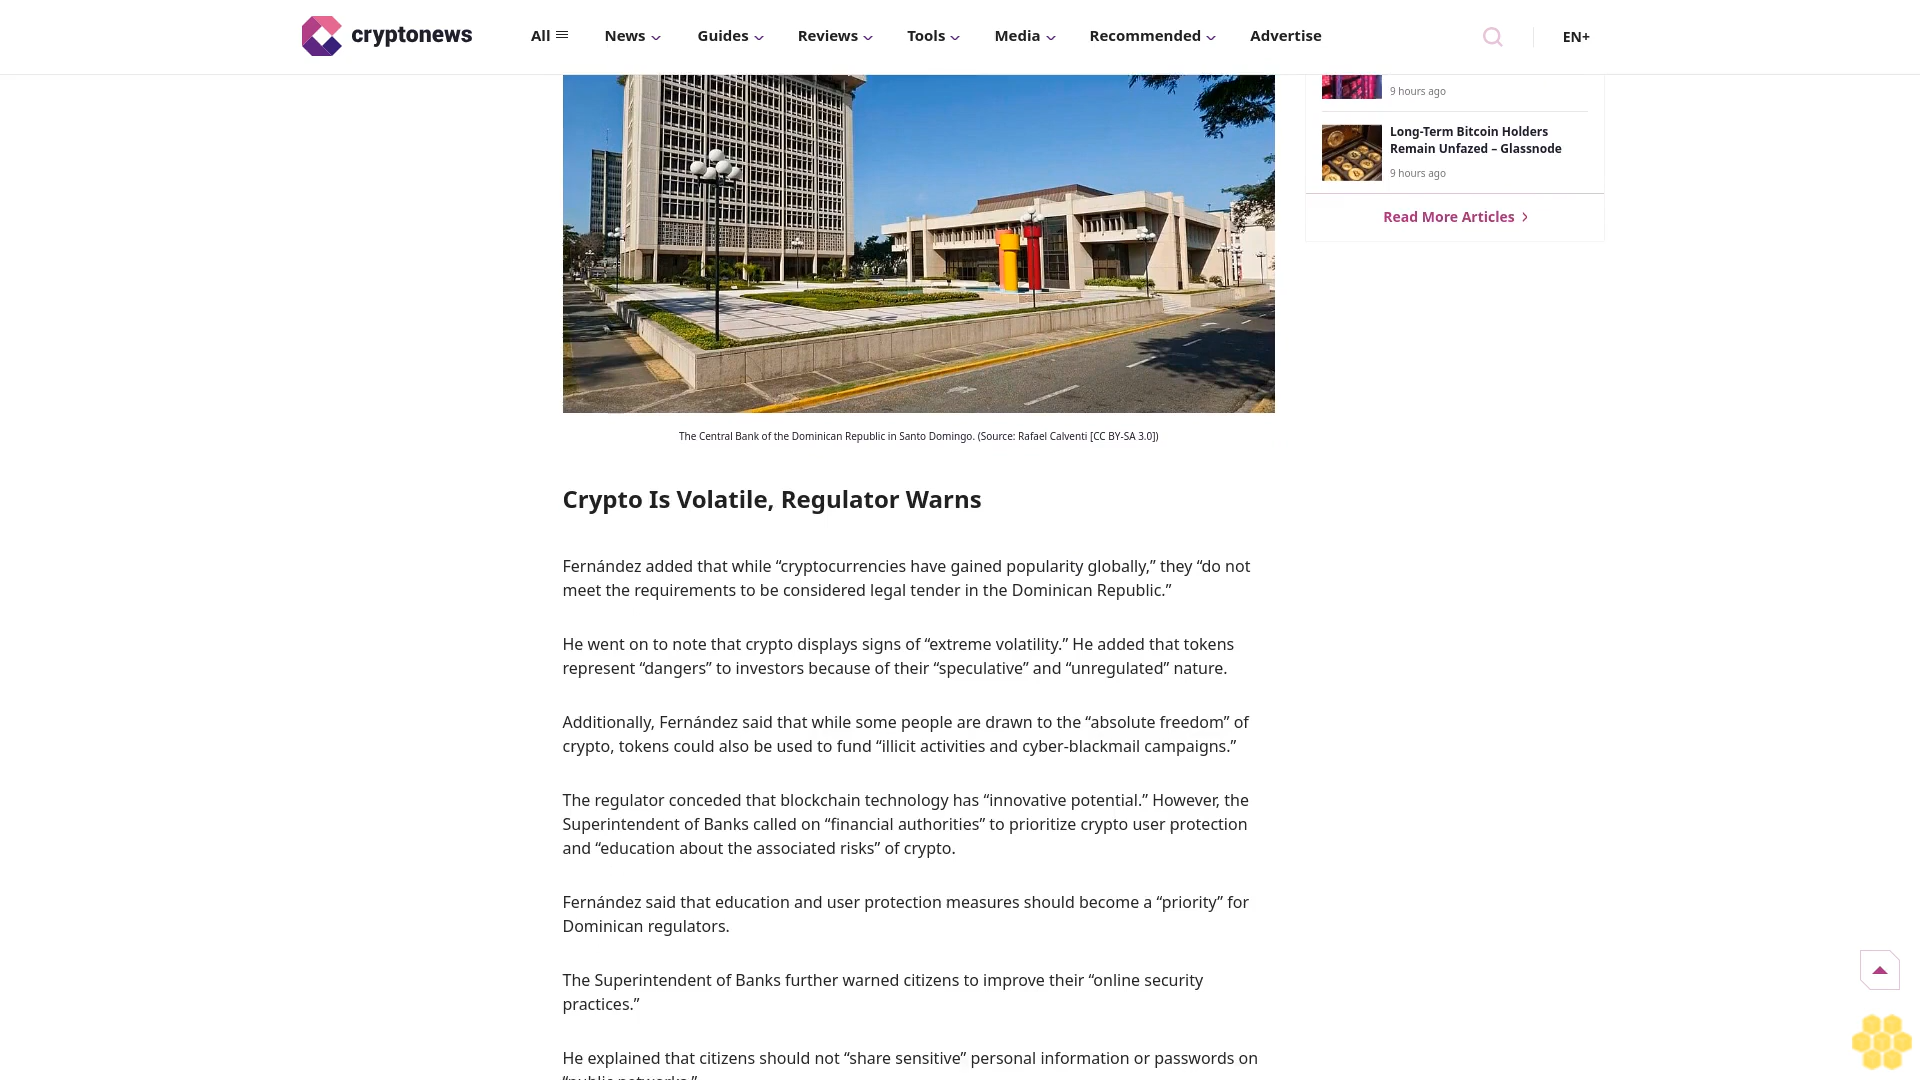 cryptonews
All
News
Guides
Reviews
Tools
Media
Recommended
Advertise
EN+
9 hours ago
Long-Term Bitcoin Holders
Remain Unfazed – Glassnode
9 hours ago
Read More Articles
The Central Bank of the Dominican Republic in Santo Domingo. (Source: Rafael Calventi [CC BY-SA 3.0])
Crypto Is Volatile, Regulator Warns
Fernández added that while “cryptocurrencies have gained popularity globally,” they “do not
meet the requirements to be considered legal tender in the Dominican Republic.”
He went on to note that crypto displays signs of “extreme volatility.” He added that tokens
represent “dangers” to investors because of their “speculative” and “unregulated” nature.
Additionally, Fernández said that while some people are drawn to the “absolute freedom” of
crypto, tokens could also be used to fund “illicit activities and cyber-blackmail campaigns.”
The regulator conceded that blockchain technology has “innovative potential.” However, the
Superintendent of Banks called on “financial authorities” to prioritize crypto user protection
and “education about the associated risks” of crypto.
Fernández said that education and user protection measures should become a “priority” for
Dominican regulators.
The Superintendent of Banks further warned citizens to improve their “online security
practices.”
He explained that citizens should not “share sensitive” personal information or passwords on
“public networks.”